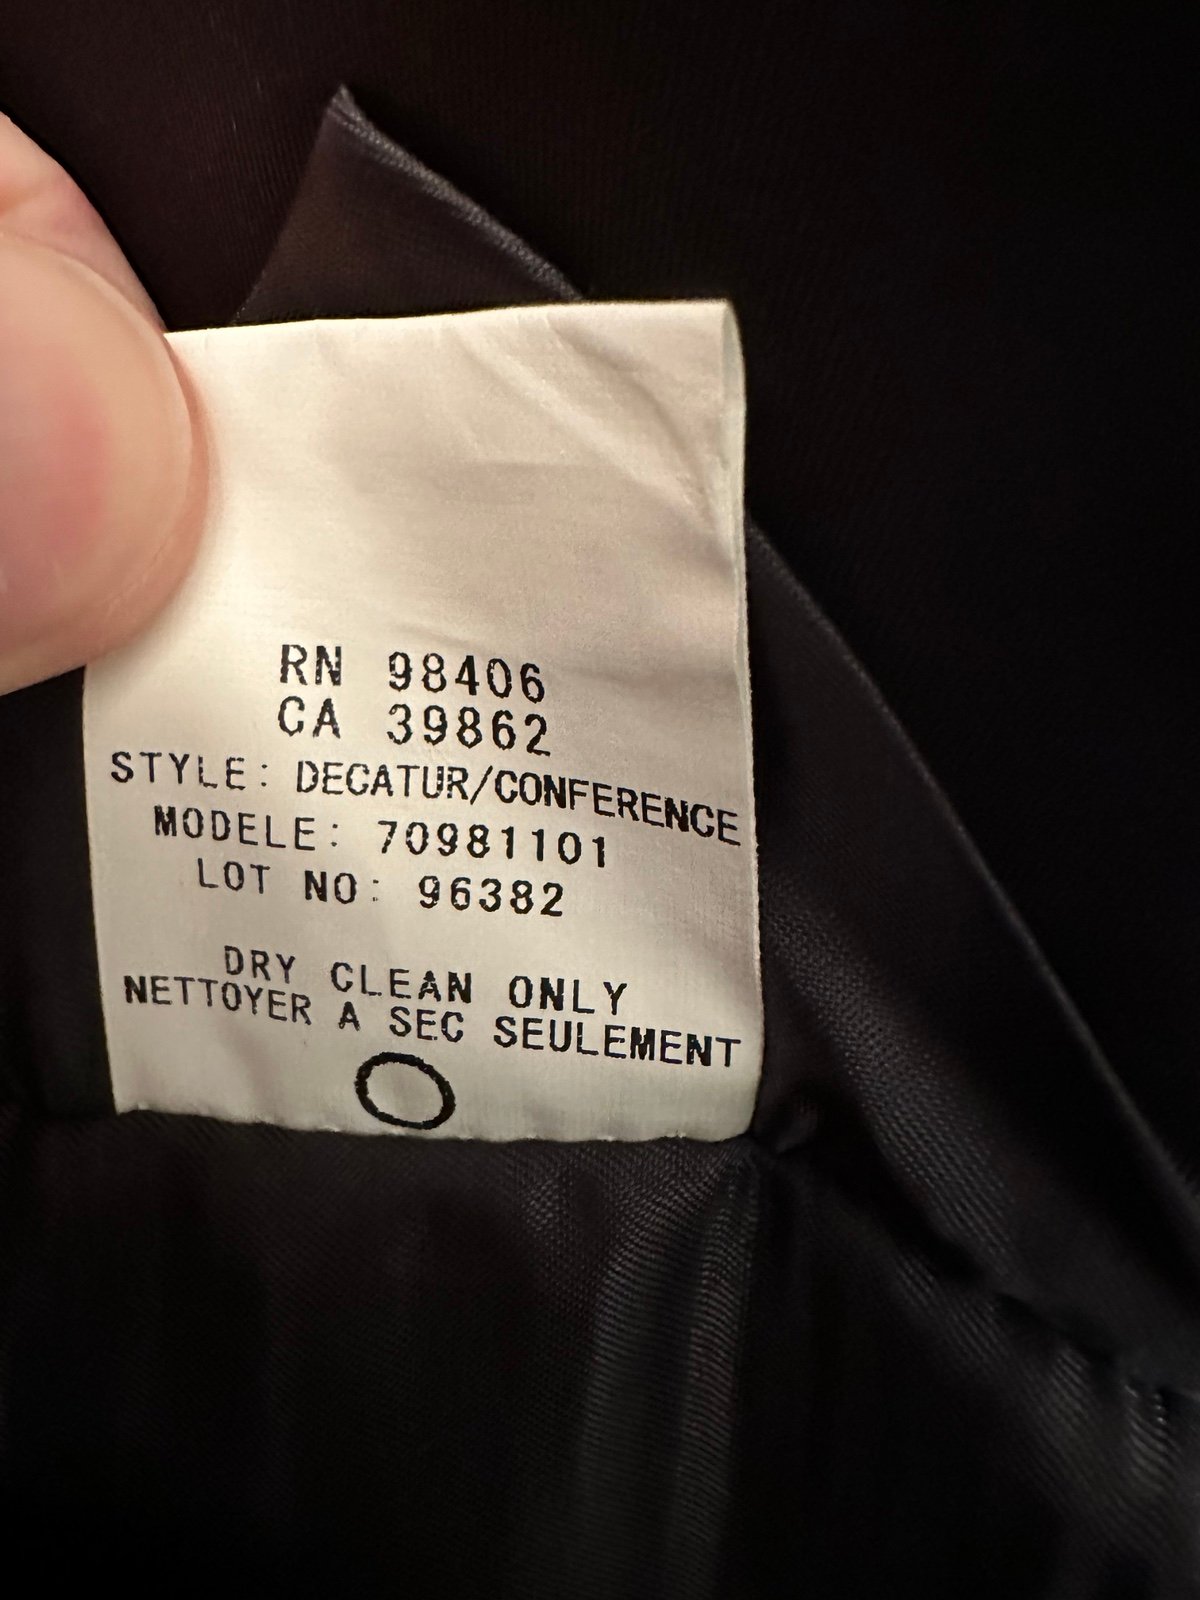 RN 98406
CA 39862
STYLE: DECATUR/CONFERENCE
MODELE: 70981101
LOT NO: 96382
DRY CLEAN ONLY
NETTOYER A SEC SEULEMENT